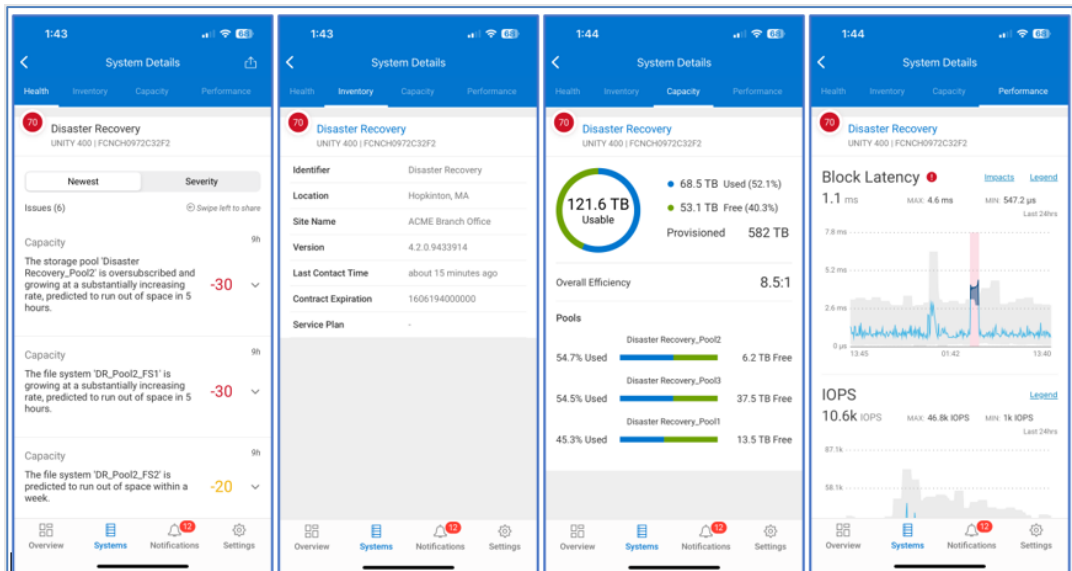 1:43
68
System Details
Health Inventory Capacity Performance
70
Disaster Recovery
UNITY 400 | FCNCH0972C32F2
Newest Severity
Issues (6) Swipe left to share
Capacity 9h
The storage pool 'Disaster
Recovery_Pool2' is oversubscribed and
growing at a substantially increasing
rate, predicted to run out of space in 5
hours.
-30
Capacity 9h
The file system 'DR_Pool2_FS1' is
growing at a substantially increasing
rate, predicted to run out of space in 5
hours.
-30
Capacity 9h
The file system 'DR_Pool2_FS2' is
predicted to run out of space within a
week.
-20
12
Overview Systems Notifications Settings
1:43
68
System Details
Health Inventory Capacity Performance
70
Disaster Recovery
UNITY 400 | FCNCH0972C32F2
Identifier Disaster Recovery
Location Hopkinton, MA
Site Name ACME Branch Office
Version 4.2.0.9433914
Last Contact Time about 15 minutes ago
Contract Expiration 1606194000000
Service Plan -
12
Overview Systems Notifications Settings
1:44
68
System Details
Health Inventory Capacity Performance
70
Disaster Recovery
UNITY 400 | FCNCH0972C32F2
121.6 TB
Usable
68.5 TB Used (52.1%)
53.1 TB Free (40.3%)
Provisioned 582 TB
Overall Efficiency 8.5:1
Pools
Disaster Recovery_Pool2
54.7% Used 6.2 TB Free
Disaster Recovery_Pool3
54.5% Used 37.5 TB Free
Disaster Recovery_Pool1
45.3% Used 13.5 TB Free
12
Overview Systems Notifications Settings
1:44
68
System Details
Health Inventory Capacity Performance
70
Disaster Recovery
UNITY 400 | FCNCH0972C32F2
Block Latency Impacts Legend
1.1 ms MAX: 4.6 ms MIN: 547.2 µs
Last 24hrs
7.8 ms
5.2 ms
2.6 ms
0 µs
13:45 01:42 13:40
IOPS Legend
10.6k IOPS MAX: 46.8k IOPS MIN: 1k IOPS
Last 24hrs
87.1k
58.1k
12
Overview Systems Notifications Settings